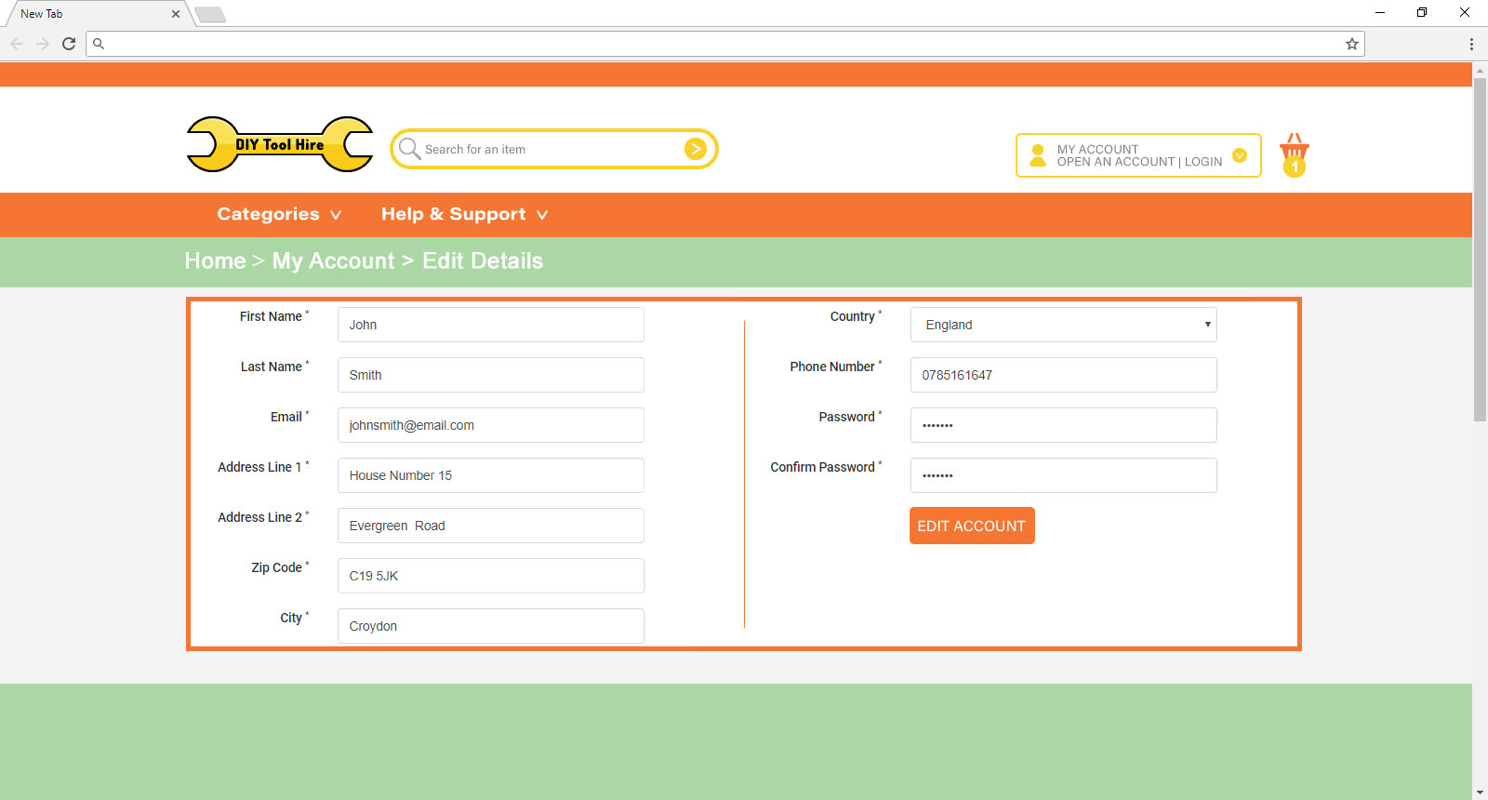 New Tab
DIY Tool Hire
Search for an item
MY ACCOUNT
OPEN AN ACCOUNT | LOGIN
1
Categories
Help & Support
Home > My Account > Edit Details
First Name * John
Last Name * Smith
Email * johnsmith@email.com
Address Line 1 * House Number 15
Address Line 2 * Evergreen Road
Zip Code * C19 5JK
City * Croydon
Country * England
Phone Number * 0785161647
Password * •••••••
Confirm Password * •••••••
EDIT ACCOUNT